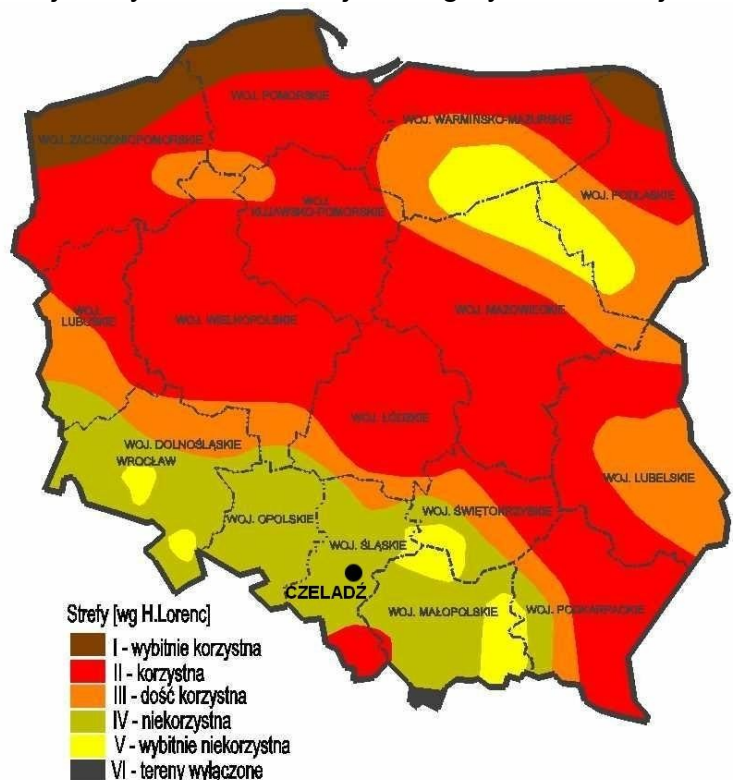 WOJ. POMORSKIE
WOJ. ZACHODNIOPOMORSKIE
WOJ. WARMIŃSKO-MAZURSKIE
WOJ. PODLASKIE
WOJ.
KUJAWSKO-POMORSKIE
WOJ.
LUBUSKIE
WOJ. WIELKOPOLSKIE
WOJ. MAZOWIECKIE
WOJ. ŁÓDZKIE
WOJ. DOLNOŚLĄSKIE
WROCŁAW
WOJ. LUBELSKIE
WOJ. OPOLSKIE
WOJ. ŚWIĘTOKRZYSKIE
WOJ. ŚLĄSKIE
CZELADŹ
WOJ. MAŁOPOLSKIE
WOJ. PODKARPACKIE
Strefy [wg H.Lorenc]
I - wybitnie korzystna
II - korzystna
III - dość korzystna
IV - niekorzystna
V - wybitnie niekorzystna
VI - tereny wyłączone